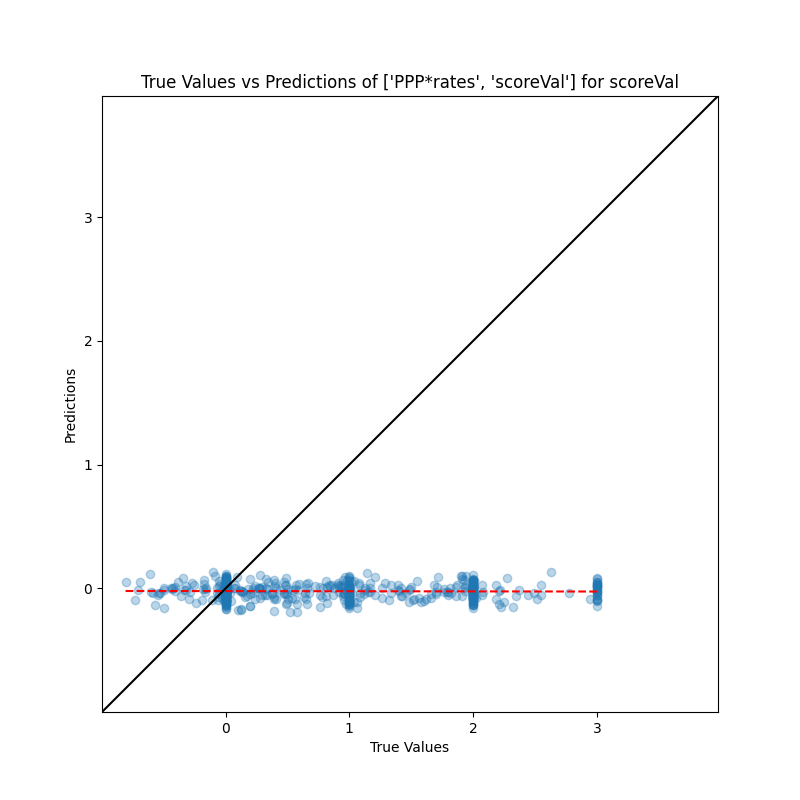 True Values vs Predictions of ['PPP*rates', 'scoreVal'] for scoreVal
3
2
1
0
Predictions
0 1 2 3
True Values